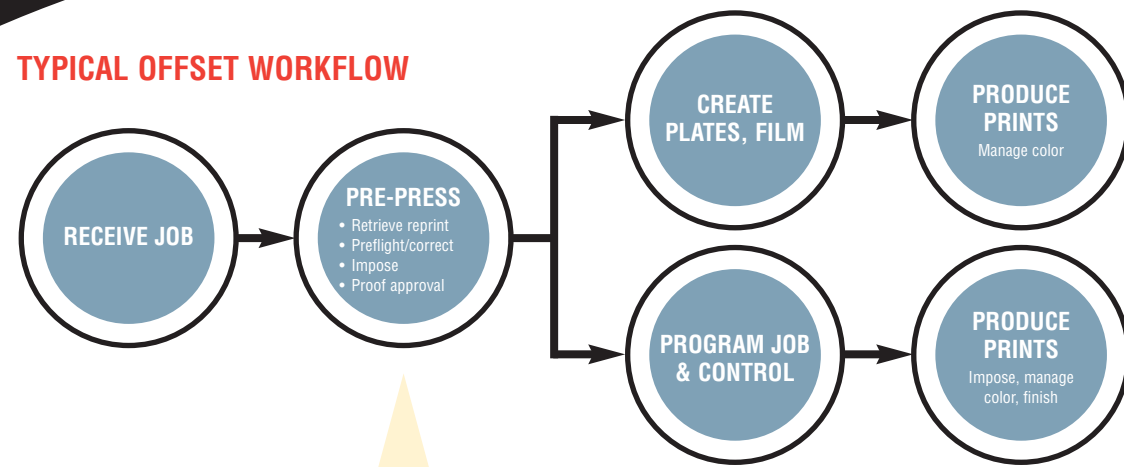 TYPICAL OFFSET WORKFLOW
RECEIVE JOB
PRE-PRESS
• Retrieve reprint
• Preflight/correct
• Impose
• Proof approval
CREATE
PLATES, FILM
PRODUCE
PRINTS
Manage color
PROGRAM JOB
& CONTROL
PRODUCE
PRINTS
Impose, manage
color, finish